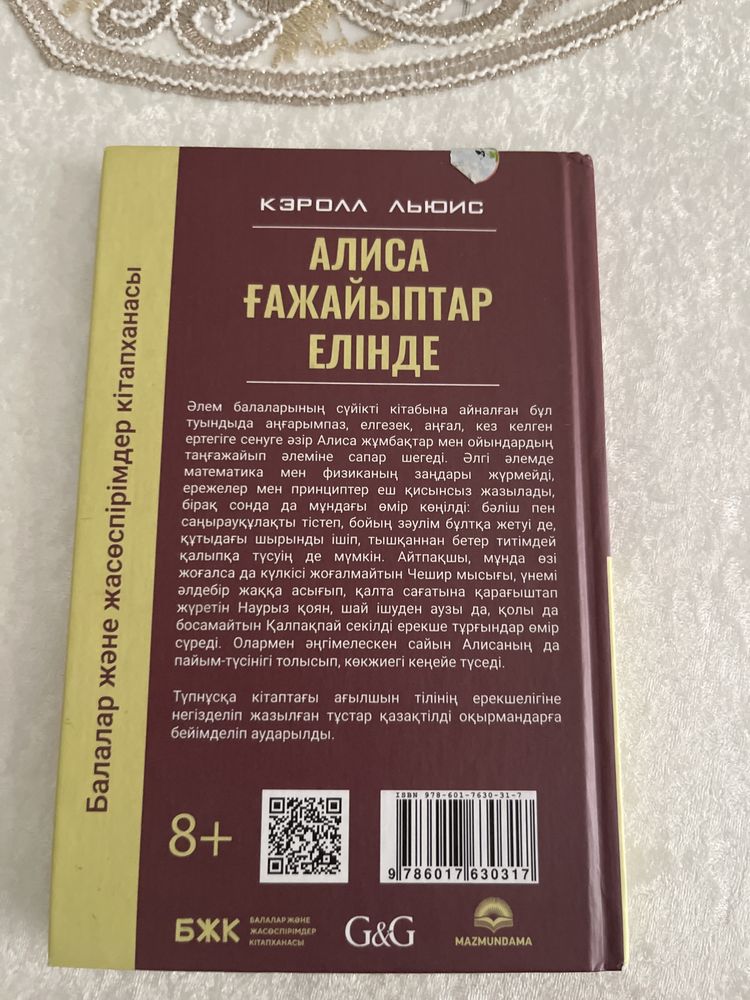 КЭРОЛЛ ЛЬЮИС
АЛИСА
ҒАЖАЙЫПТАР
ЕЛІНДЕ
Әлем балаларының сүйікті кітабына айналған бұл
туындыда аңғарымпаз, елгезек, аңғал, кез келген
ертегіге сенуге әзір Алиса жұмбақтар мен ойындардың
таңғажайып әлеміне сапар шегеді. Әлгі әлемде
математика мен физиканың заңдары жүрмейді,
ережелер мен принциптер еш қисынсыз жазылады,
бірақ сонда да мұндағы өмір көңілді: бәліш пен
саңырауқұлақты тістеп, бойың зәулім бұлтқа жетуі де,
құтыдағы шырынды ішіп, тышқаннан бетер титімдей
қалыпқа түсуің де мүмкін. Айтпақшы, мұнда өзі
жоғалса да күлкісі жоғалмайтын Чешир мысығы, үнемі
әлдебір жаққа асығып, қалта сағатына қарағыштап
жүретін Наурыз қоян, шай ішуден аузы да, қолы да
босамайтын Қалпақпай секілді ерекше тұрғындар өмір
сүреді. Олармен әңгімелескен сайын Алисаның да
пайым-түсінігі толысып, көкжиегі кеңейе түседі.
Түпнұсқа кітаптағы ағылшын тілінің ерекшелігіне
негізделіп жазылған тұстар қазақтілді оқырмандарға
бейімделіп аударылды.
Балалар және жасөспірімдер кітапханасы
8+
ISBN 978-601-7630-31-7
9 786017 630317
БЖК
БАЛАЛАР ЖӘНЕ
ЖАСӨСПІРІМДЕР
КІТАПХАНАСЫ
G&G
MAZMUNDAMA